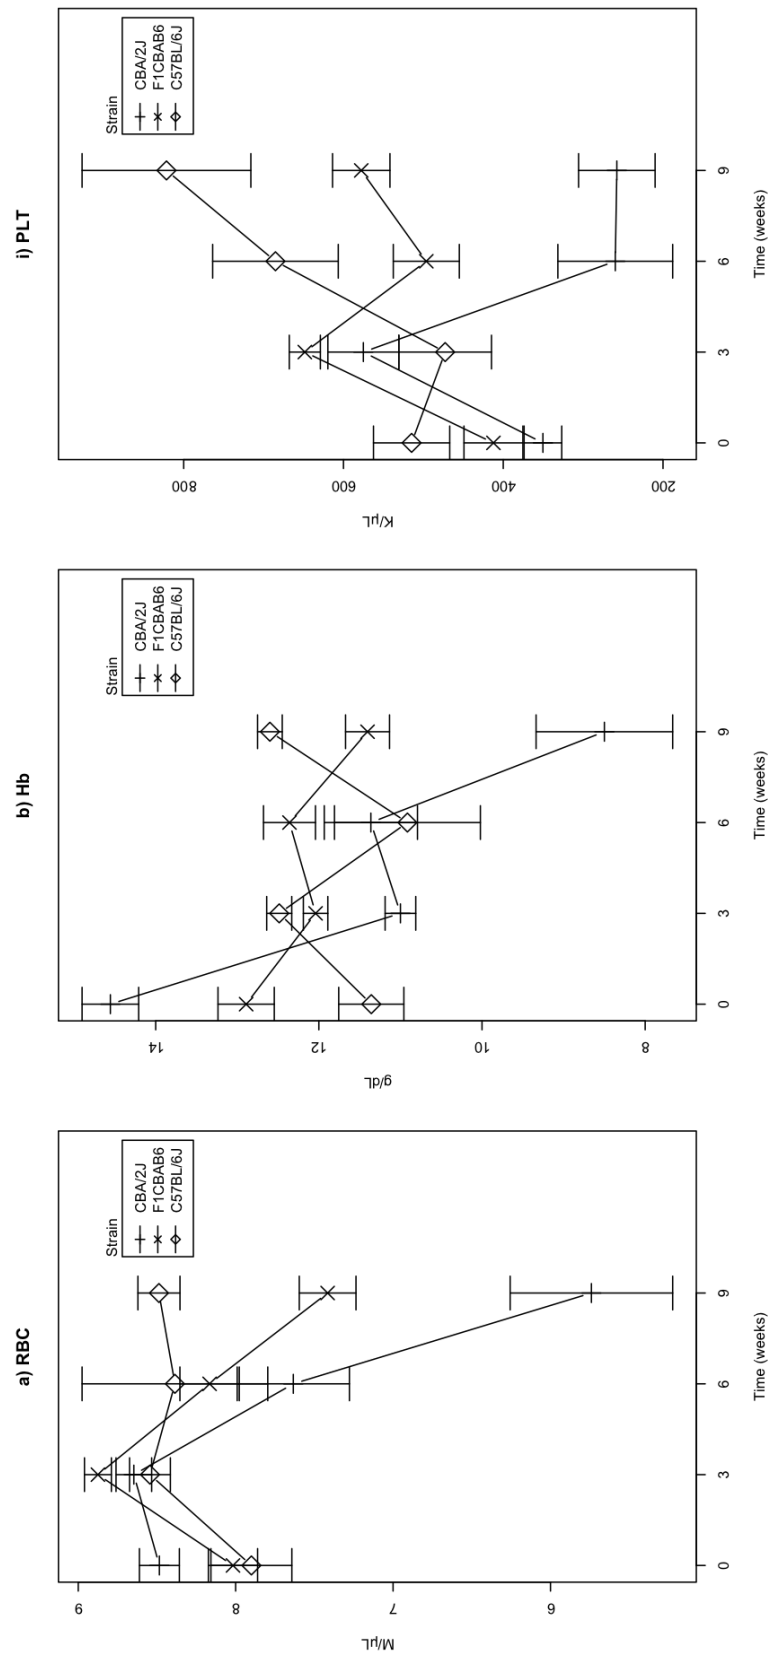 a) RBC
M/µL
9
8
7
6
0
3
6
9
Time (weeks)
Strain
CBA/2J
F1CBAB6
C57BL/6J
b) Hb
g/dL
14
12
10
8
0
3
6
9
Time (weeks)
Strain
CBA/2J
F1CBAB6
C57BL/6J
i) PLT
K/µL
800
600
400
200
0
3
6
9
Time (weeks)
Strain
CBA/2J
F1CBAB6
C57BL/6J